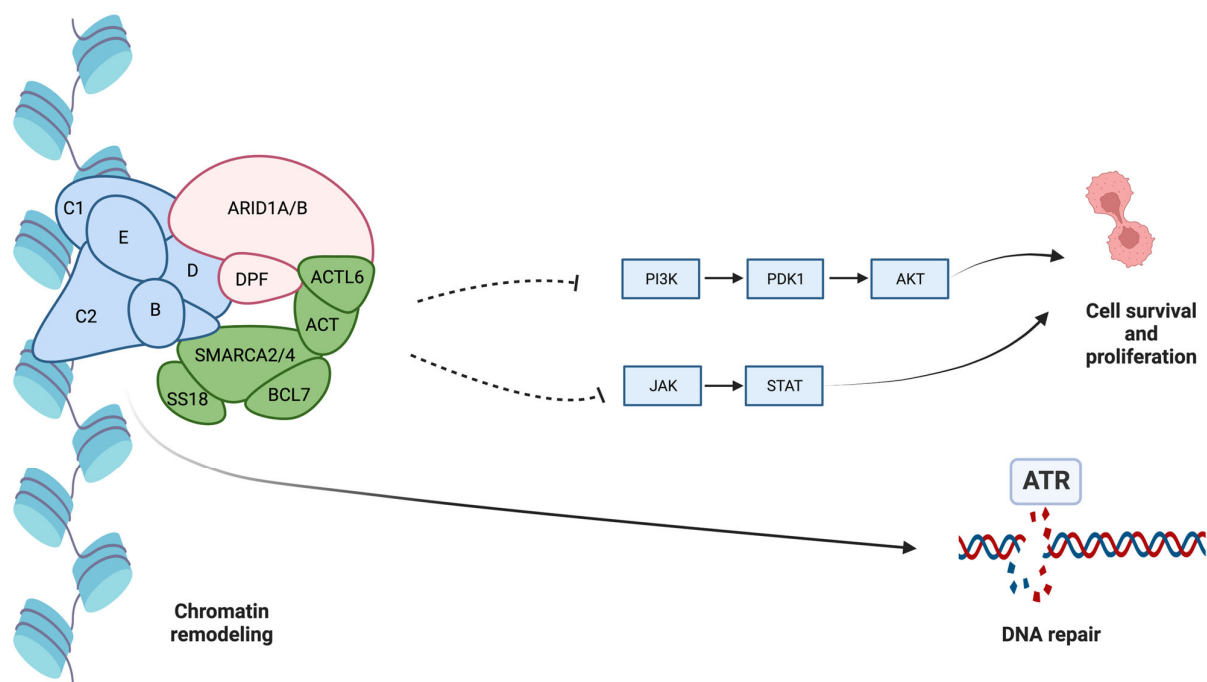 C1
E
D
C2
B
ARID1A/B
DPF
ACTL6
ACT
SMARCA2/4
SS18
BCL7
PI3K
PDK1
AKT
JAK
STAT
Cell survival
and
proliferation
ATR
DNA repair
Chromatin
remodeling